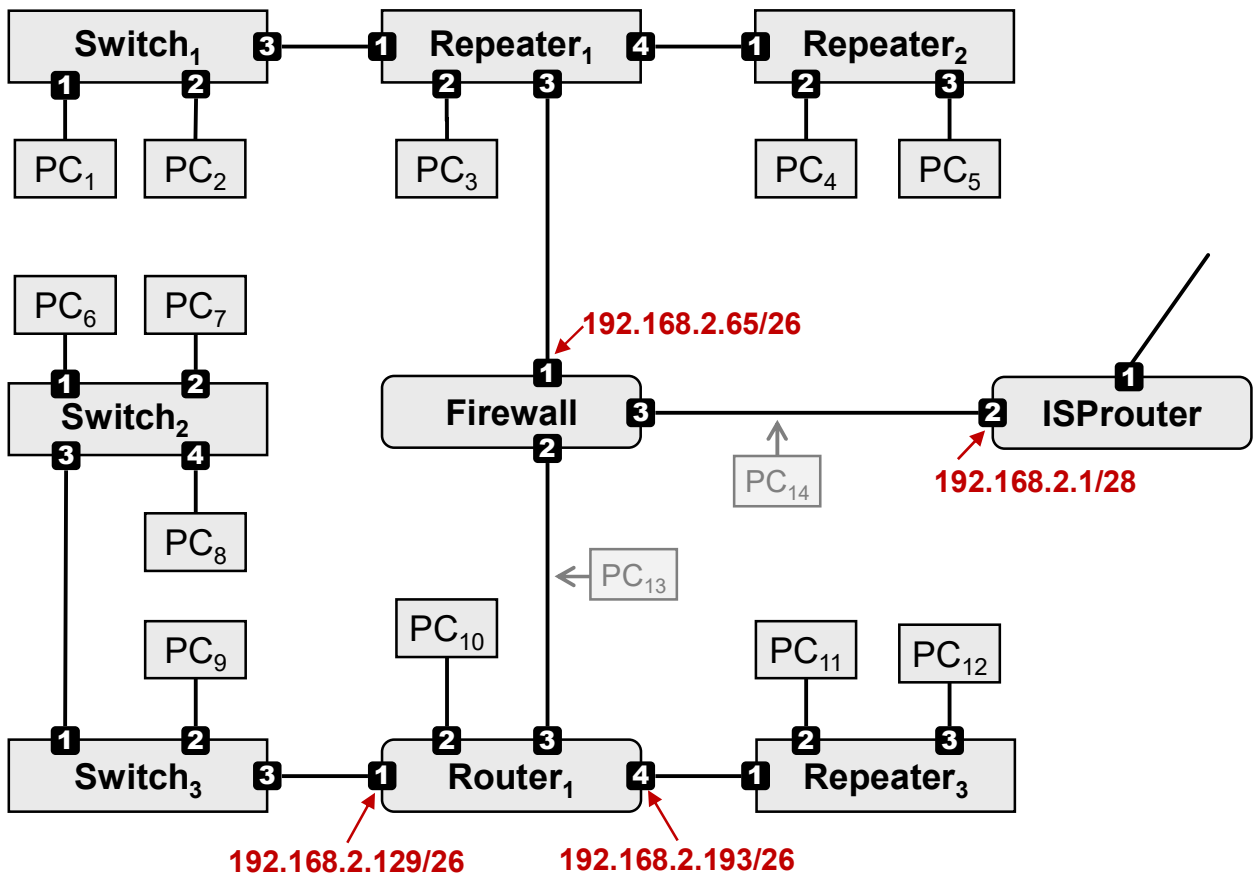 Switch1 3 1 Repeater1 4 1 Repeater2
1 2 2 3 2 3
PC1 PC2 PC3 PC4 PC5
PC6 PC7
192.168.2.65/26
1 2 1 1
Switch2 Firewall 3 2 ISProuter
3 4 2
PC14 192.168.2.1/28
PC8
PC13
PC9 PC10 PC11 PC12
1 2 2 3 2 3
Switch3 3 1 Router1 4 1 Repeater3
192.168.2.129/26 192.168.2.193/26